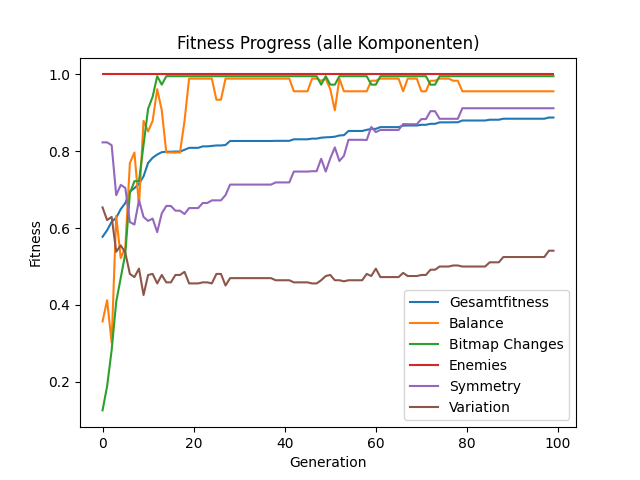 Fitness Progress (alle Komponenten)
1.0
0.8
0.6
0.4
0.2
Fitness
0
20
40
60
80
100
Generation
Gesamtfitness
Balance
Bitmap Changes
Enemies
Symmetry
Variation